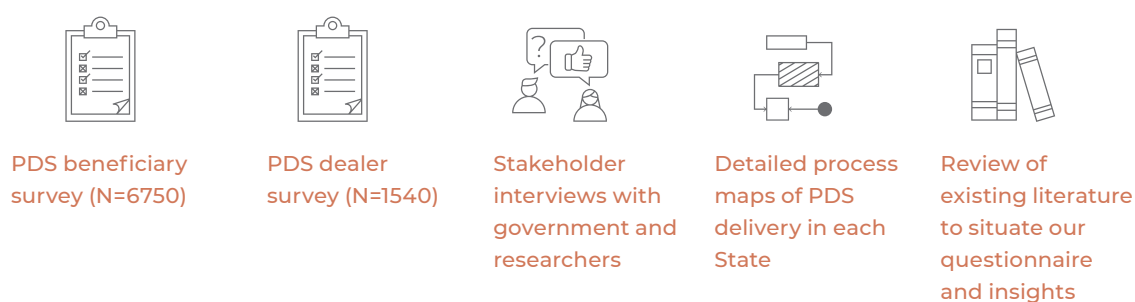 PDS beneficiary
survey (N=6750)
PDS dealer
survey (N=1540)
?
Stakeholder
interviews with
government and
researchers
Detailed process
maps of PDS
delivery in each
State
Review of
existing literature
to situate our
questionnaire
and insights